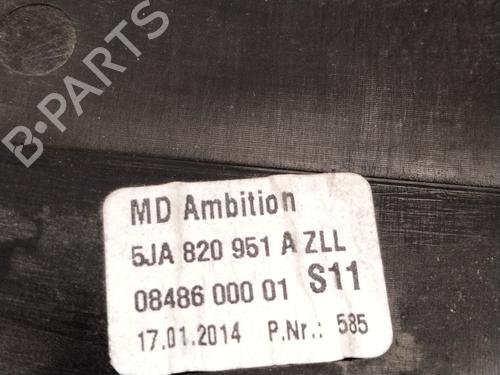 B-PARTS
MD Ambition
5JA 820 951 A ZLL
08486 000 01 S11
17.01.2014 P.Nr.: 585